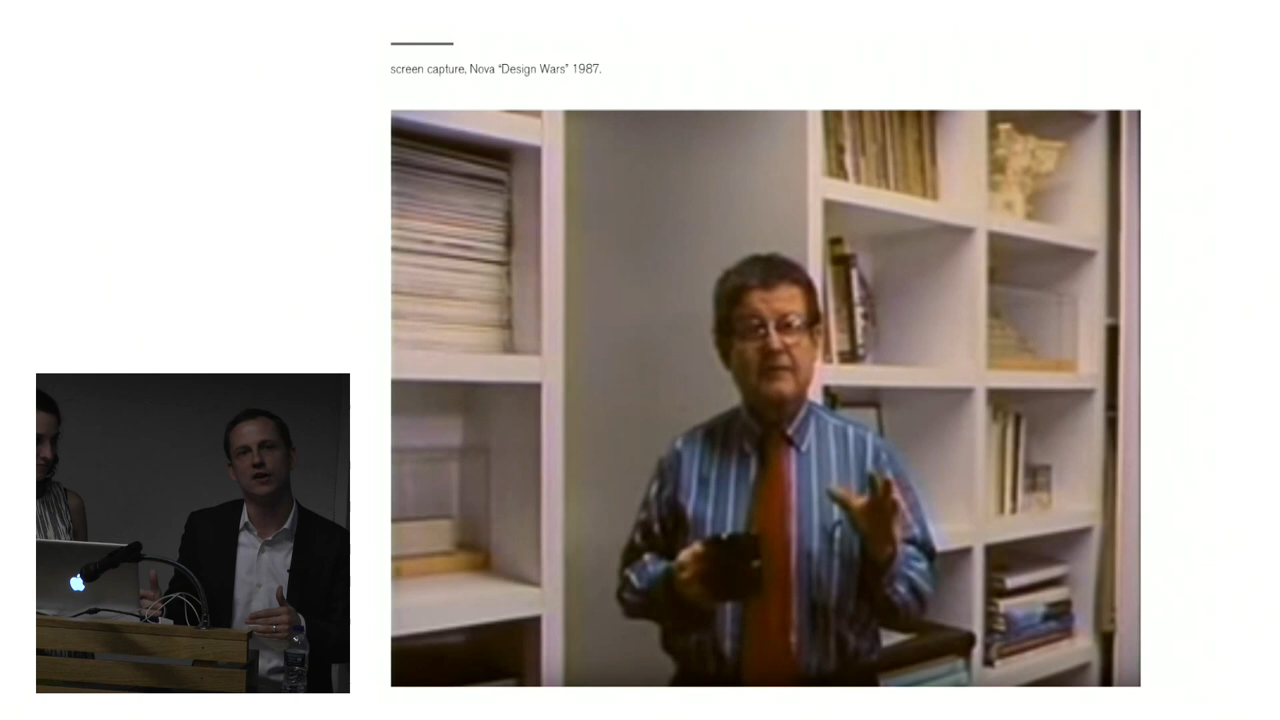 screen capture, Nova “Design Wars” 1987.